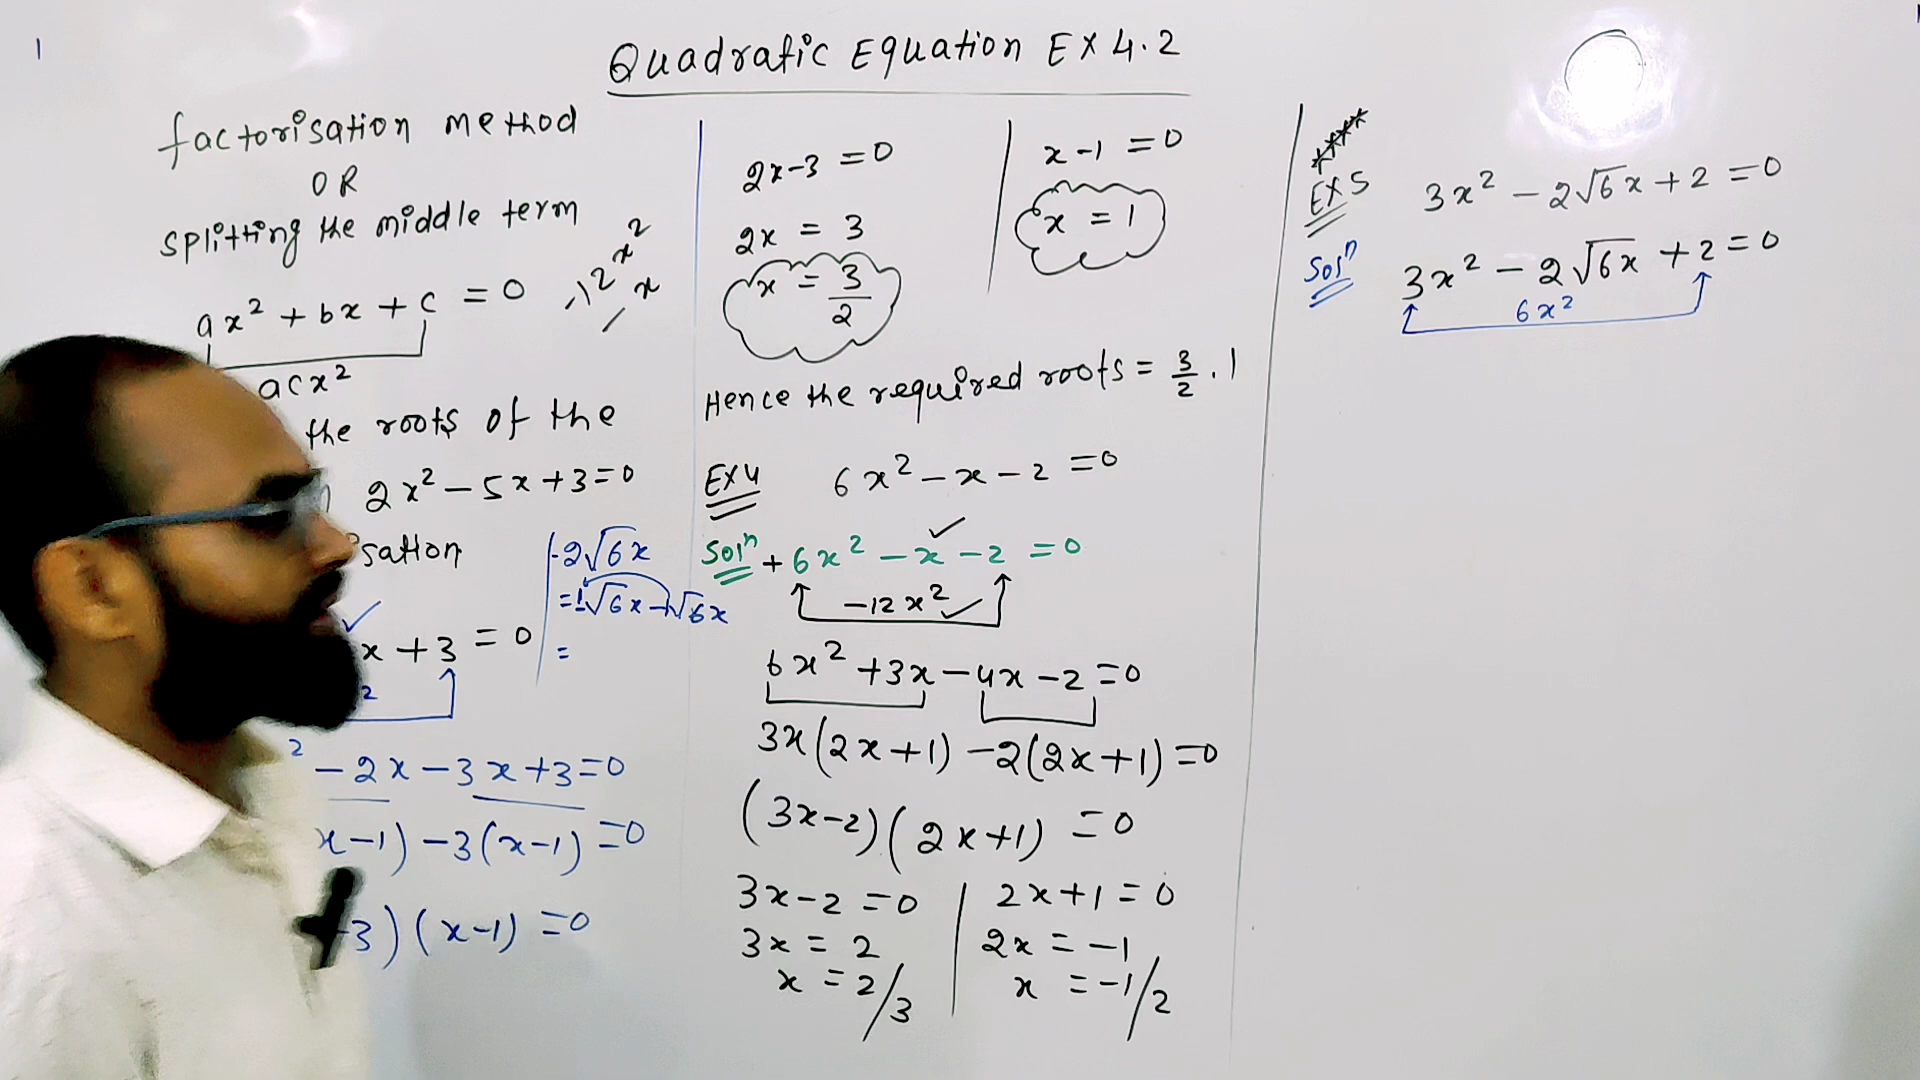 Quadratic Equation EX 4.2
factorisation method
OR
splitting the middle term
ax² + bx + c = 0
acx²
12 x²
x
the roots of the
2x² - 5x + 3 = 0
sation
x + 3 = 0
2
² - 2x - 3x + 3 = 0
x-1) - 3(x-1) = 0
3)(x-1) = 0
-2√6x
= -√6x - √6x
=
2x-3 = 0
2x = 3
x = 3/2
x-1 = 0
x = 1
Hence the required roots = 3/2 . 1
EX 4 6x² - x - 2 = 0
Solⁿ + 6x² - x - 2 = 0
-12x²
6x² + 3x - 4x - 2 = 0
3x(2x+1) - 2(2x+1) = 0
(3x-2)(2x+1) = 0
3x-2 = 0
3x = 2
x = 2/3
2x+1 = 0
2x = -1
x = -1/2
****
EX 5 3x² - 2√6x + 2 = 0
Solⁿ 3x² - 2√6x + 2 = 0
6x²